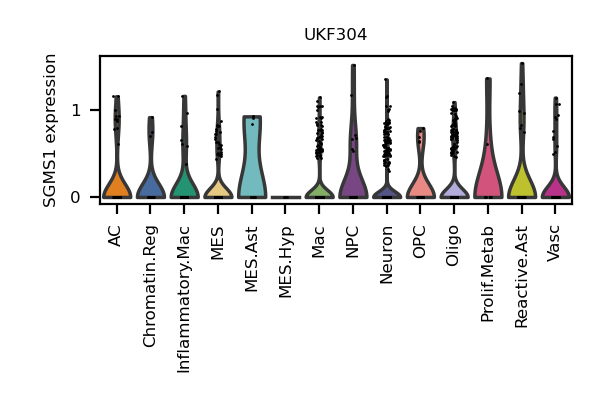 UKF304
SGMS1 expression
1
0
AC
Chromatin.Reg
Inflammatory.Mac
MES
MES.Ast
MES.Hyp
Mac
NPC
Neuron
OPC
Oligo
Prolif.Metab
Reactive.Ast
Vasc